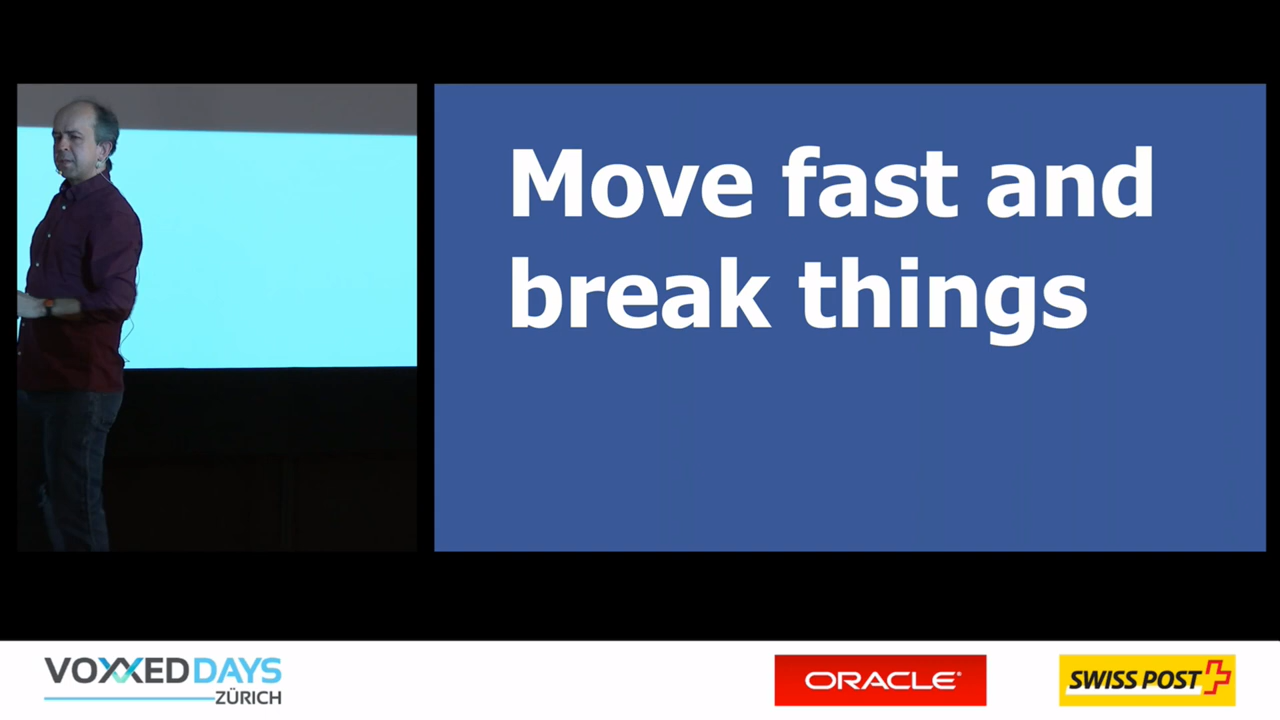 Move fast and
break things
VOXXED DAYS
ZÜRICH
ORACLE®
SWISS POST